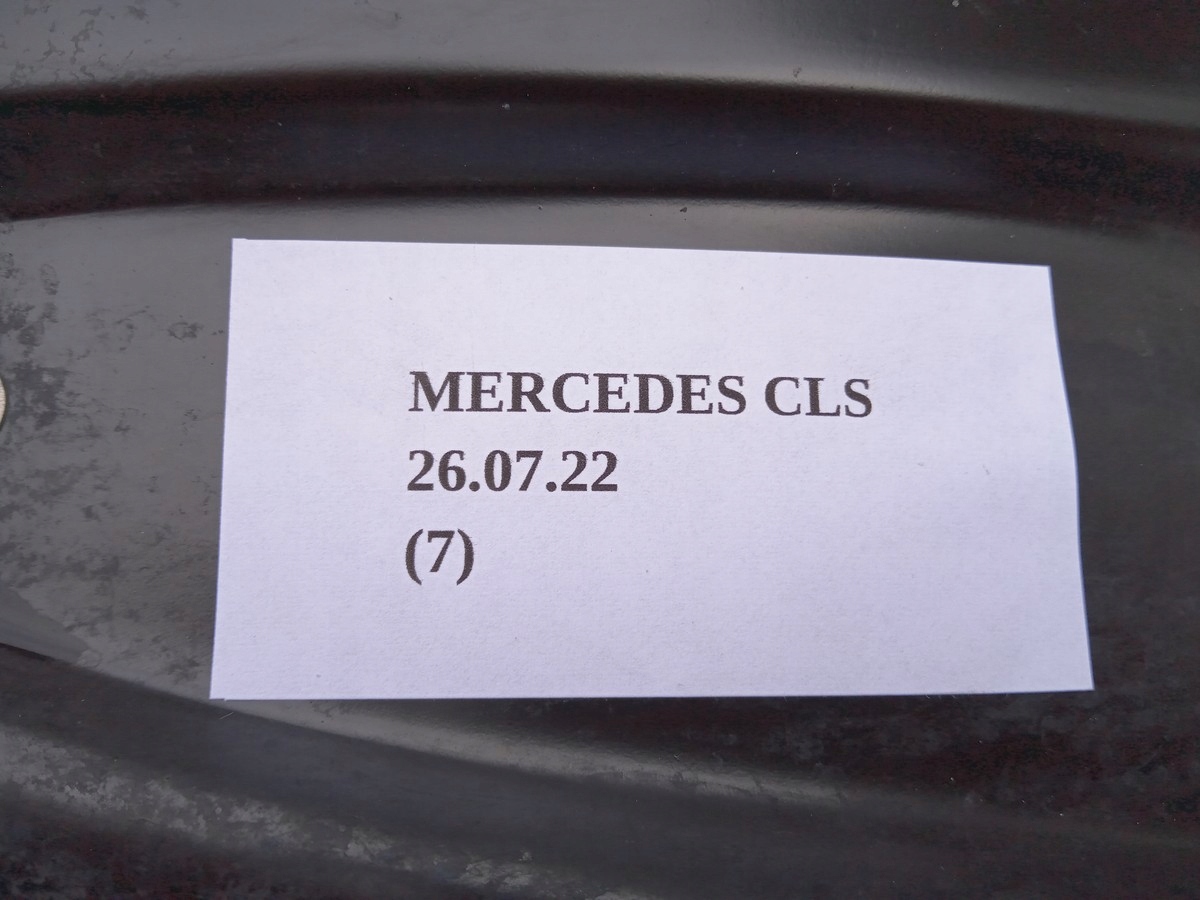 MERCEDES CLS
26.07.22
(7)